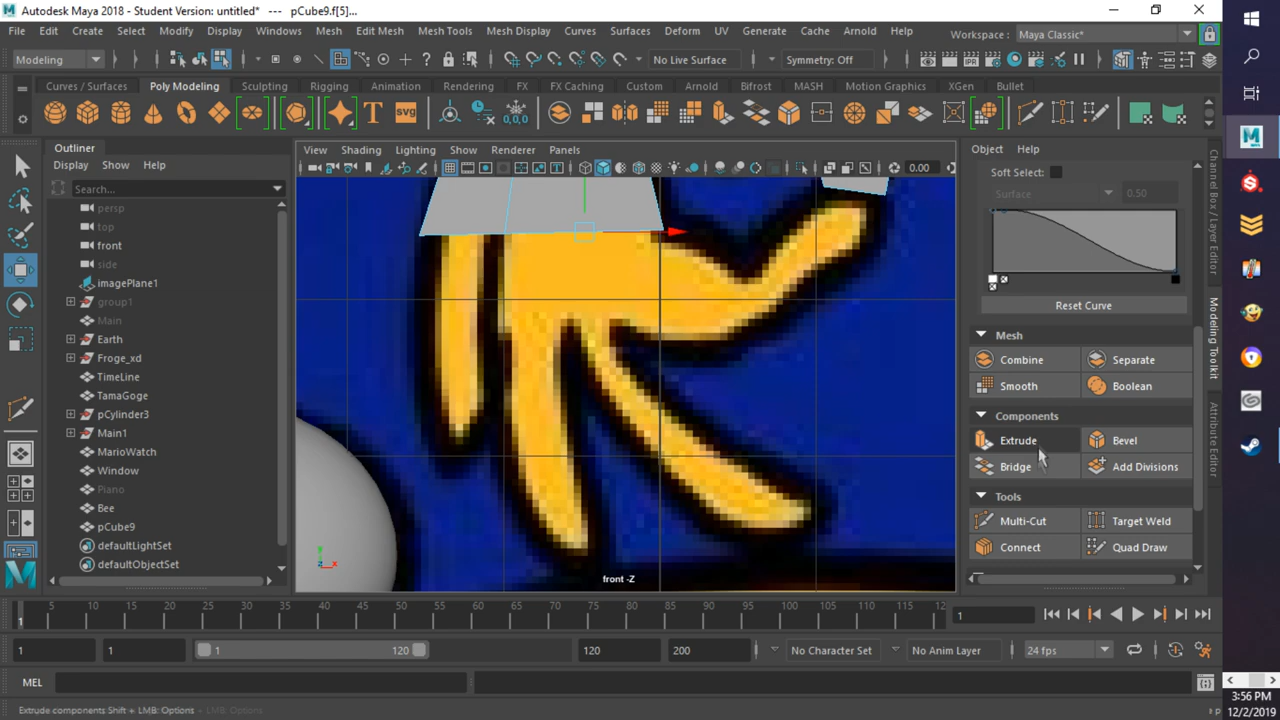 Autodesk Maya 2018 - Student Version: untitled*   ---   pCube9.f[5]...
File Edit Create Select Modify Display Windows Mesh Edit Mesh Mesh Tools Mesh Display Curves Surfaces Deform UV Generate Cache Arnold Help Workspace : Maya Classic*
Modeling No Live Surface Symmetry: Off
Curves / Surfaces Poly Modeling Sculpting Rigging Animation Rendering FX FX Caching Custom Arnold Bifrost MASH Motion Graphics XGen Bullet
T svg 0,0,0
Outliner
Display Show Help
Search...
persp
top
front
side
imagePlane1
group1
Main
Earth
Froge_xd
TimeLine
TamaGoge
pCylinder3
Main1
MarioWatch
Window
Piano
Bee
pCube9
defaultLightSet
defaultObjectSet
View Shading Lighting Show Renderer Panels
0.00
front -Z
Object Help
Soft Select:
Surface 0.50
Reset Curve
Mesh
Combine Separate
Smooth Boolean
Components
Extrude Bevel
Bridge Add Divisions
Tools
Multi-Cut Target Weld
Connect Quad Draw
Channel Box / Layer Editor
Modeling Toolkit
Attribute Editor
5 10 15 20 25 30 35 40 45 50 55 60 65 70 75 80 85 90 95 100 105 110 115 12
1
1
1 1 1 120 120 200 No Character Set No Anim Layer 24 fps
MEL
Extrude components Shift + LMB: Options
3:56 PM
12/2/2019